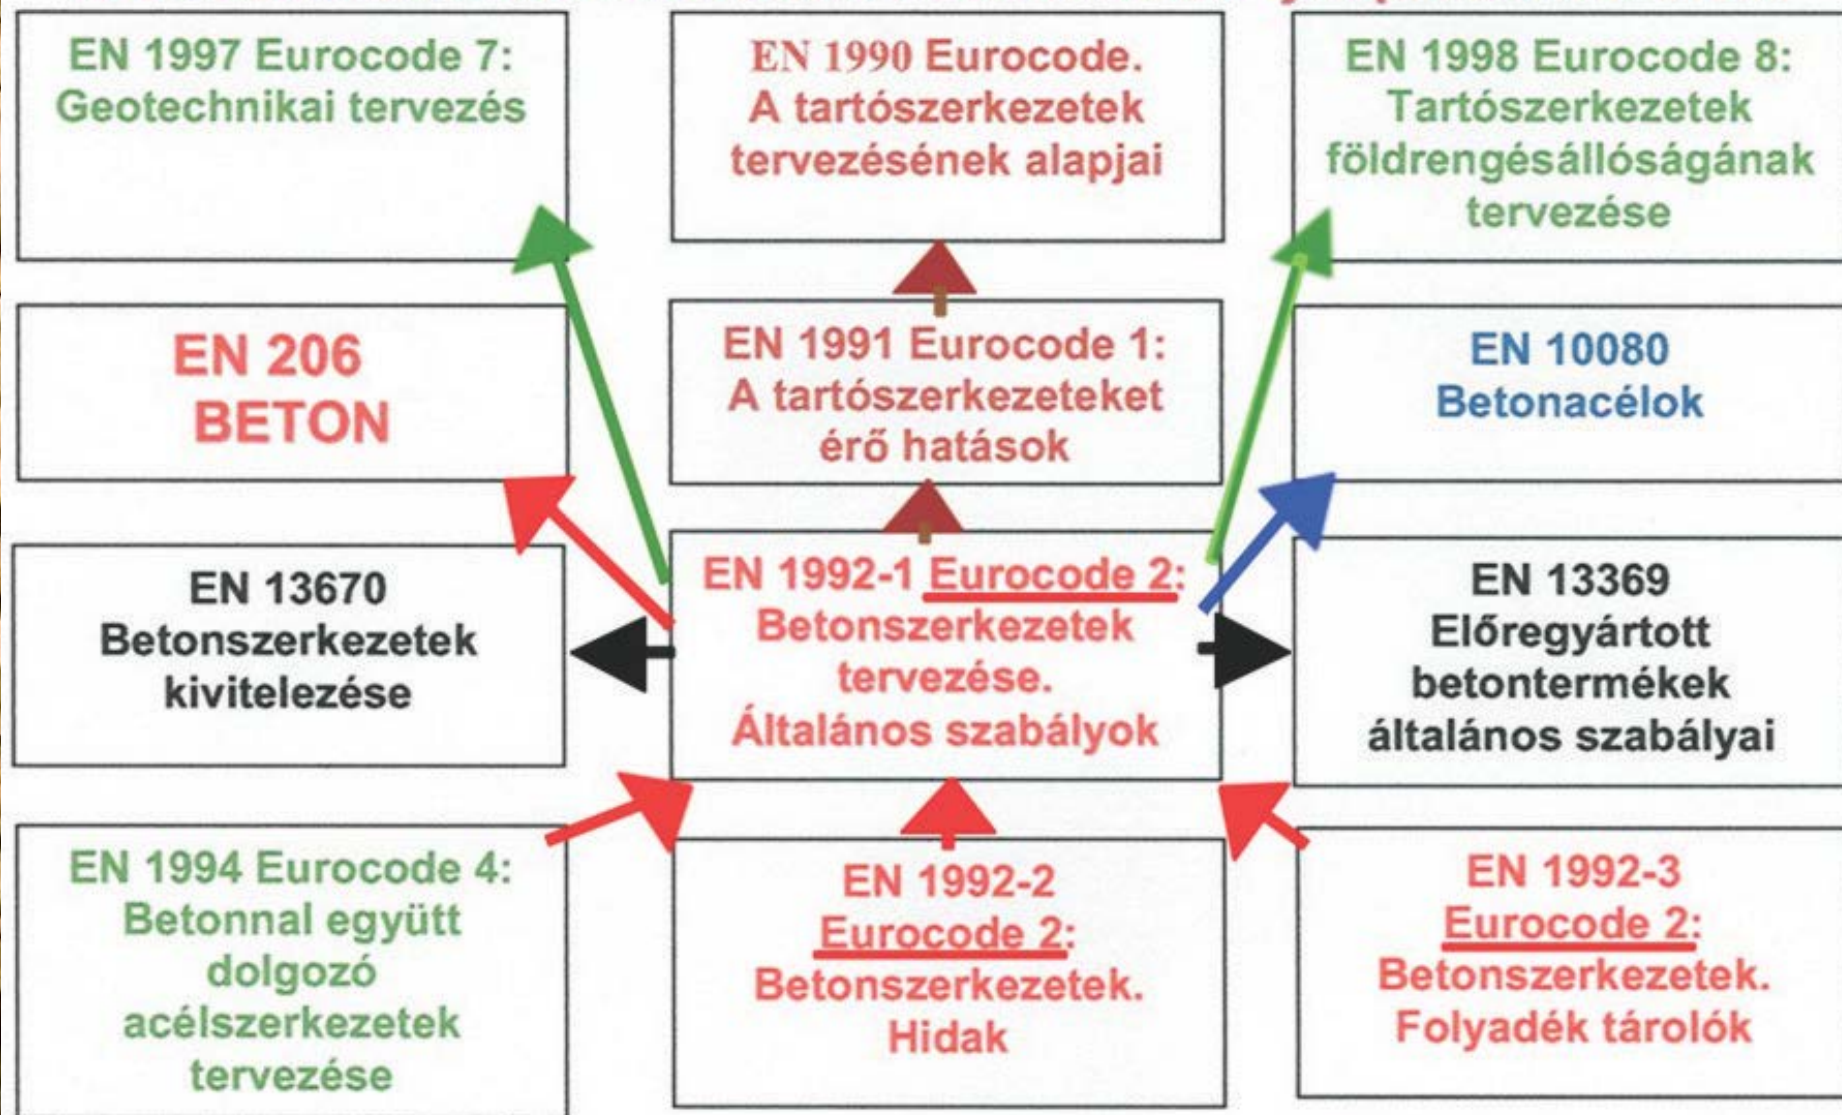 EN 1997 Eurocode 7:
Geotechnikai tervezés
EN 1990 Eurocode.
A tartószerkezetek
tervezésének alapjai
EN 1998 Eurocode 8:
Tartószerkezetek
földrengésállóságának
tervezése
EN 206
BETON
EN 1991 Eurocode 1:
A tartószerkezeteket
érő hatások
EN 10080
Betonacélok
EN 13670
Betonszerkezetek
kivitelezése
EN 1992-1 Eurocode 2:
Betonszerkezetek
tervezése.
Általános szabályok
EN 13369
Előregyártott
betontermékek
általános szabályai
EN 1994 Eurocode 4:
Betonnal együtt
dolgozó
acélszerkezetek
tervezése
EN 1992-2
Eurocode 2:
Betonszerkezetek.
Hidak
EN 1992-3
Eurocode 2:
Betonszerkezetek.
Folyadék tárolók